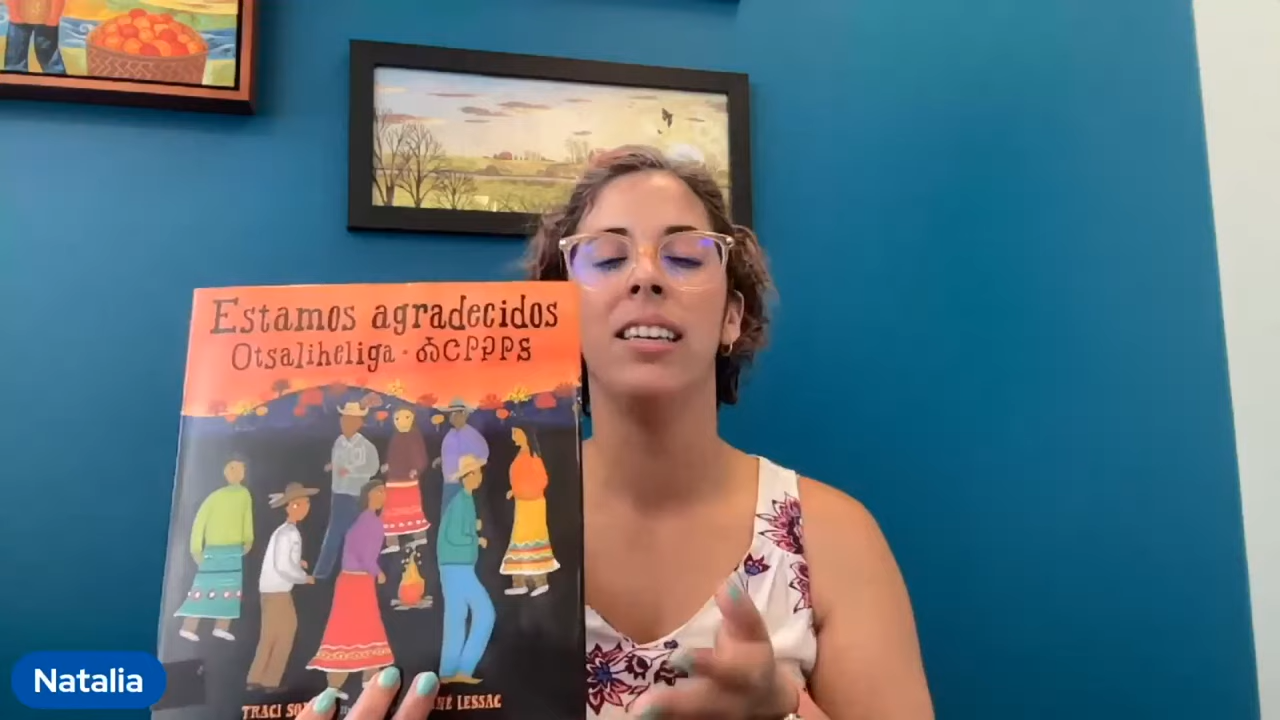 Estamos agradecidos
Otsaliheliga · ᎣᏣᎵᎮᎵᎦ
TRACI
LESSAC
Natalia